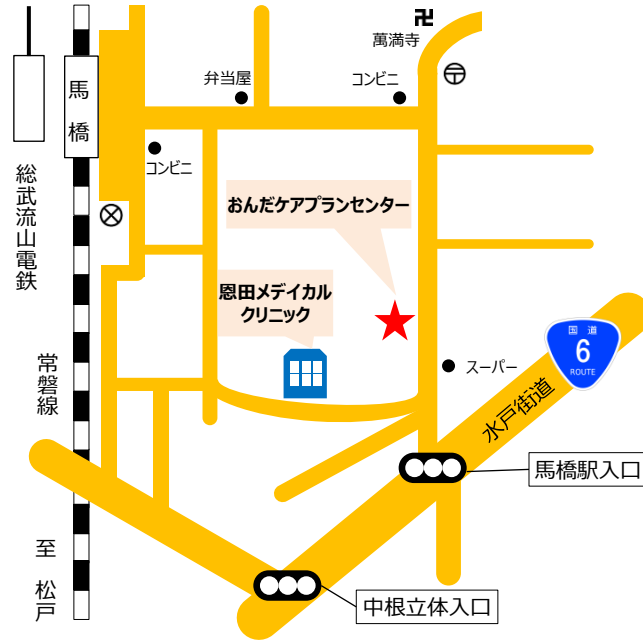 萬満寺
弁当屋
コンビニ
馬橋
コンビニ
総武流山電鉄
おんだケアプランセンター
恩田メデイカル
クリニック
国道
6
ROUTE
常磐線
スーパー
水戸街道
馬橋駅入口
至 松戸
中根立体入口